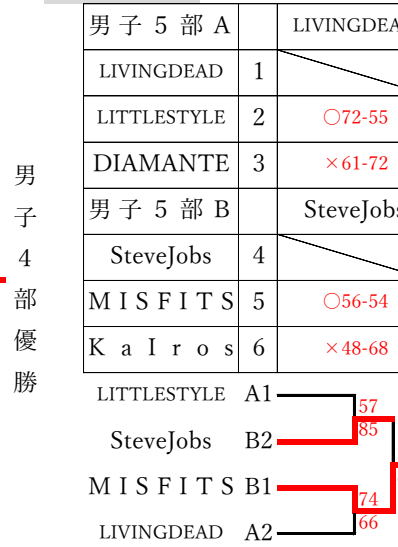 男子4部優勝
男子5部A LIVINGDEA
LIVINGDEAD 1
LITTLESTYLE 2 ○72-55
DIAMANTE 3 ×61-72
男子5部B SteveJobs
SteveJobs 4
MISFITS 5 ○56-54
KaIros 6 ×48-68
LITTLESTYLE A1
57
85
SteveJobs B2
MISFITS B1
74
66
LIVINGDEAD A2